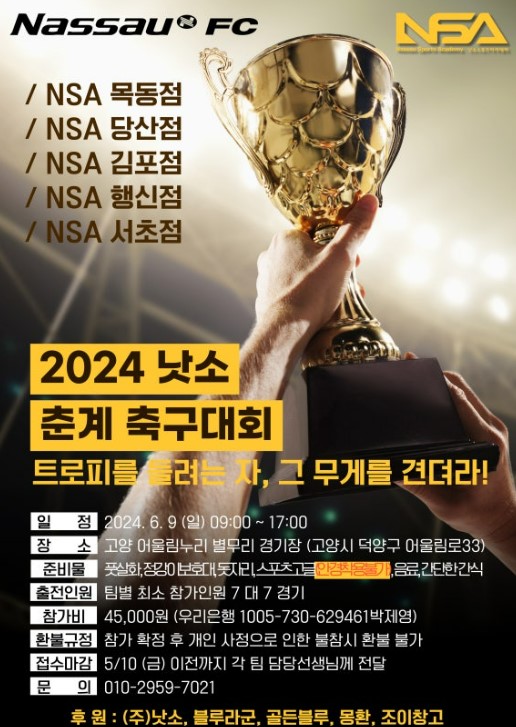 Nassau FC
NSA
/ NSA 목동점
/ NSA 당산점
/ NSA 김포점
/ NSA 행신점
/ NSA 서초점
2024 낫소
춘계 축구대회
트로피를 들려는 자, 그 무게를 견뎌라!
일 정 2024. 6. 9 (일) 09:00 ~ 17:00
장 소 고양 어울림누리 별무리 경기장 (고양시 덕양구 어울림로33)
준비물 풋살화, 정강이 보호대, 돗자리, 스포츠고글(안경착용불가), 음료, 간단한 간식
출전인원 팀별 최소 참가인원 7 대 7 경기
참가비 45,000원 (우리은행 1005-730-629461박제영)
환불규정 참가 확정 후 개인 사정으로 인한 불참시 환불 불가
접수마감 5/10 (금) 이전까지 각 팀 담당선생님께 전달
문 의 010-2959-7021
후 원 : (주)낫소, 블루라군, 골든블루, 몽환, 조이창고